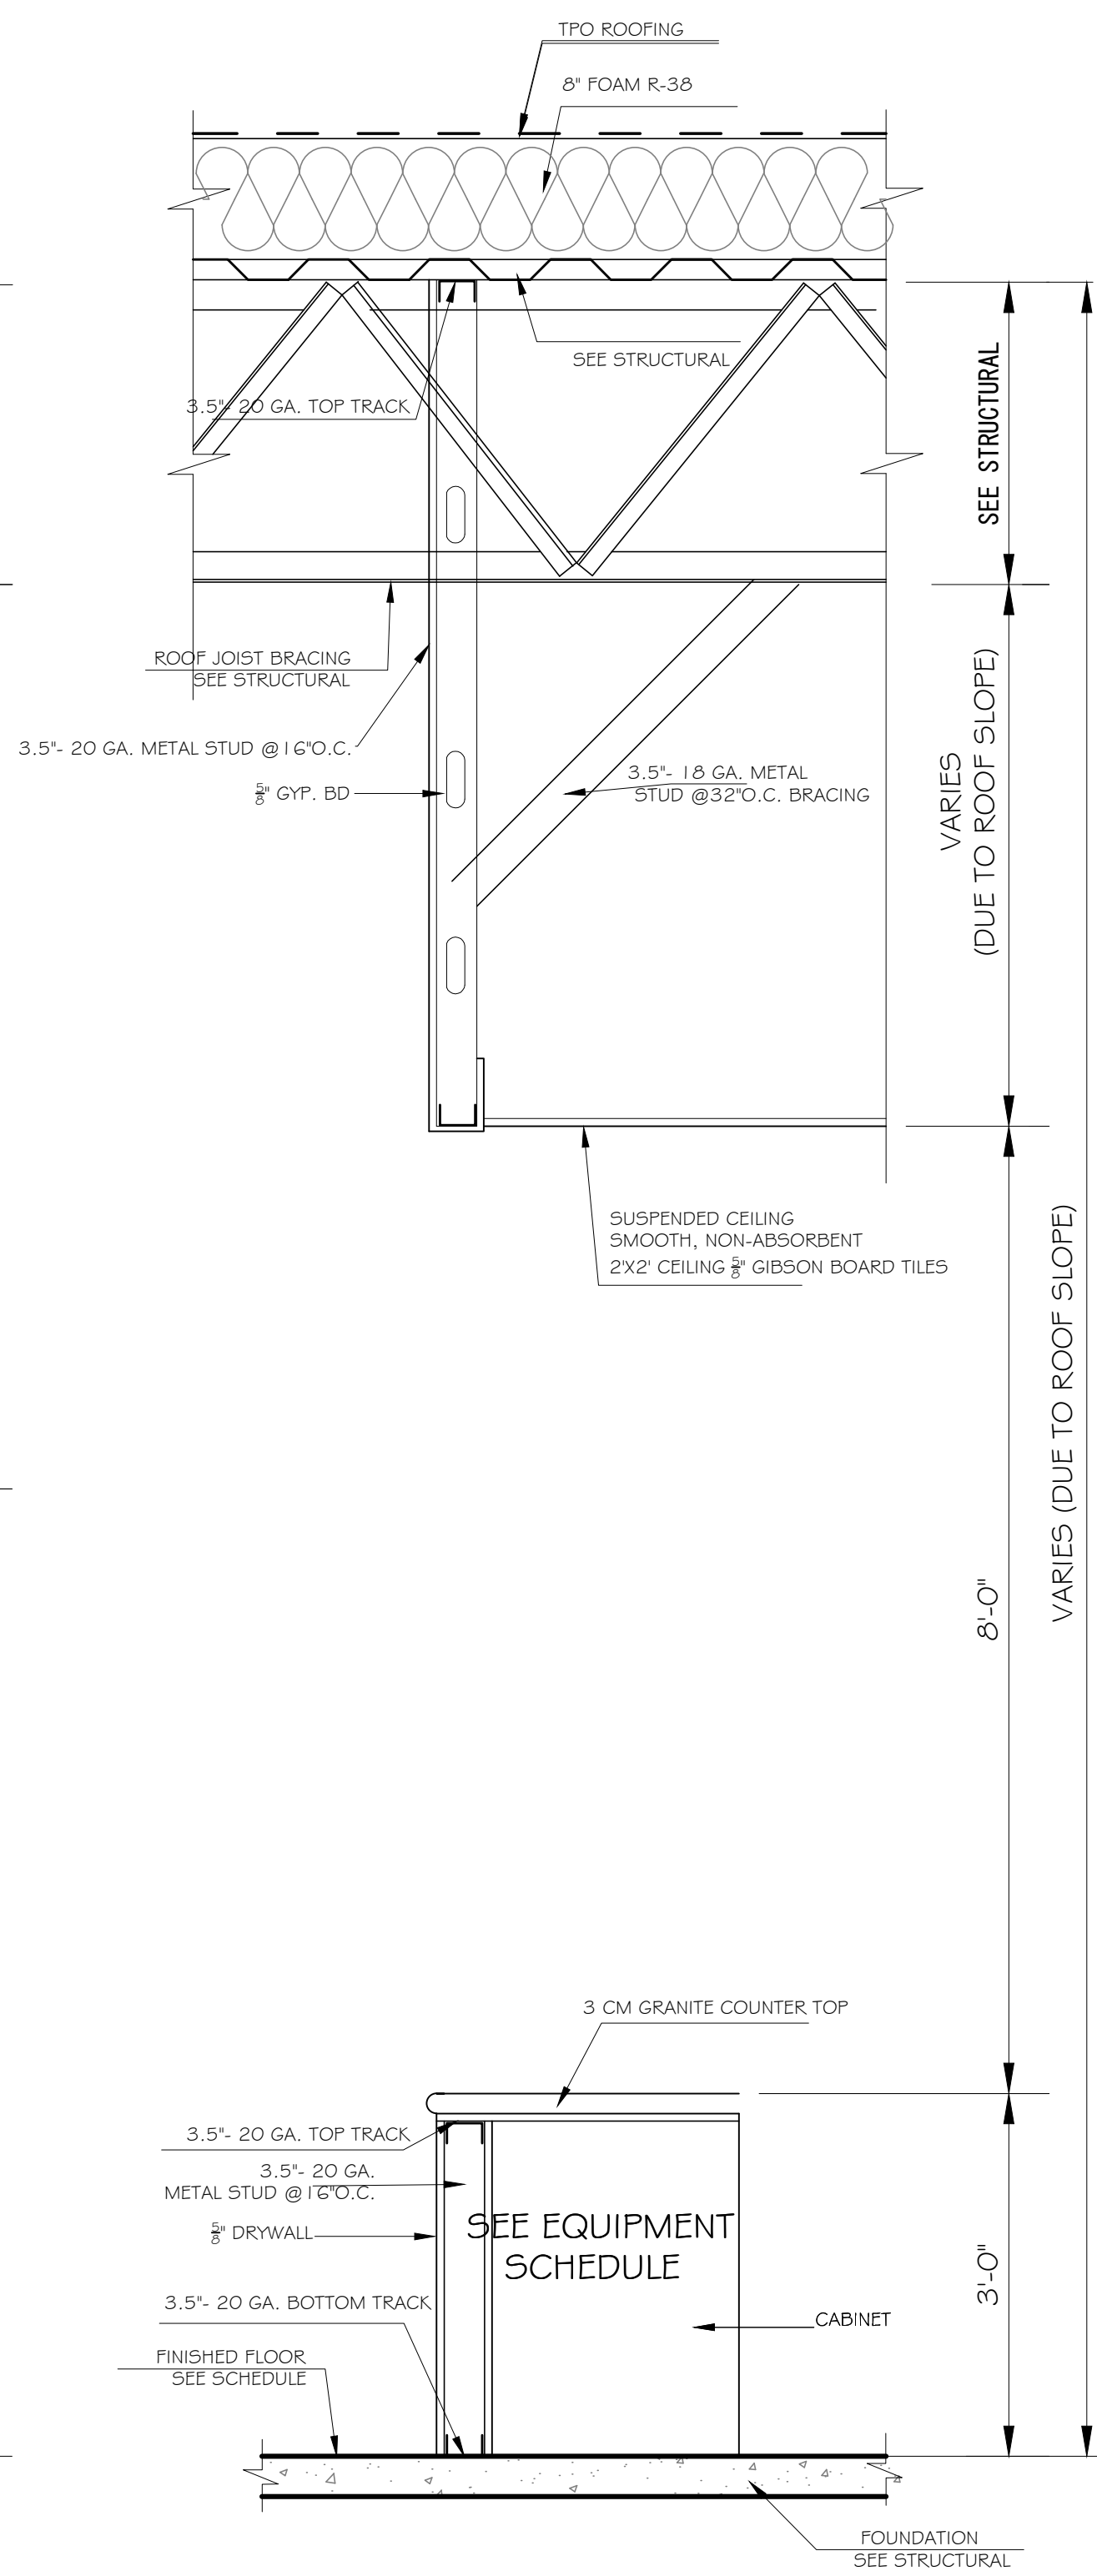 TPO ROOFING
8" FOAM R-38
SEE STRUCTURAL
3.5"- 20 GA. TOP TRACK
SEE STRUCTURAL
ROOF JOIST BRACING
SEE STRUCTURAL
3.5"- 20 GA. METAL STUD @16"O.C.
5/8" GYP. BD
3.5"- 18 GA. METAL
STUD @32"O.C. BRACING
VARIES
(DUE TO ROOF SLOPE)
SUSPENDED CEILING
SMOOTH, NON-ABSORBENT
2'X2' CEILING 5/8" GIBSON BOARD TILES
VARIES (DUE TO ROOF SLOPE)
8'-0"
3 CM GRANITE COUNTER TOP
3.5"- 20 GA. TOP TRACK
3.5"- 20 GA.
METAL STUD @16"O.C.
5/8" DRYWALL
SEE EQUIPMENT
SCHEDULE
3'-0"
3.5"- 20 GA. BOTTOM TRACK
CABINET
FINISHED FLOOR
SEE SCHEDULE
FOUNDATION
SEE STRUCTURAL